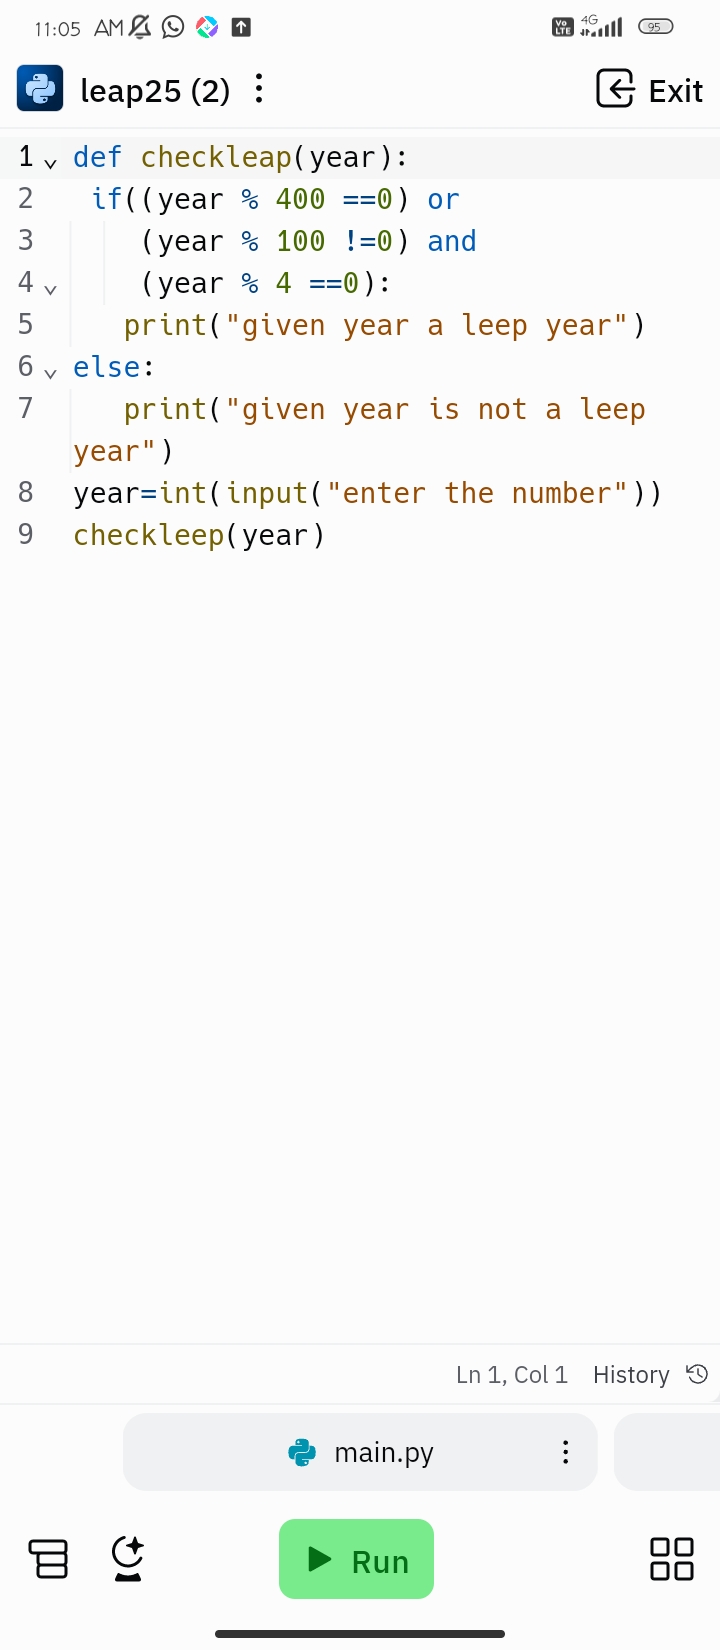 11:05 AM
Vo LTE 4G 95
leap25 (2)
Exit
1 def checkleap(year):
2 if((year % 400 ==0) or
3 (year % 100 !=0) and
4 (year % 4 ==0):
5 print("given year a leep year")
6 else:
7 print("given year is not a leep
year")
8 year=int(input("enter the number"))
9 checkleep(year)
Ln 1, Col 1 History
main.py
Run